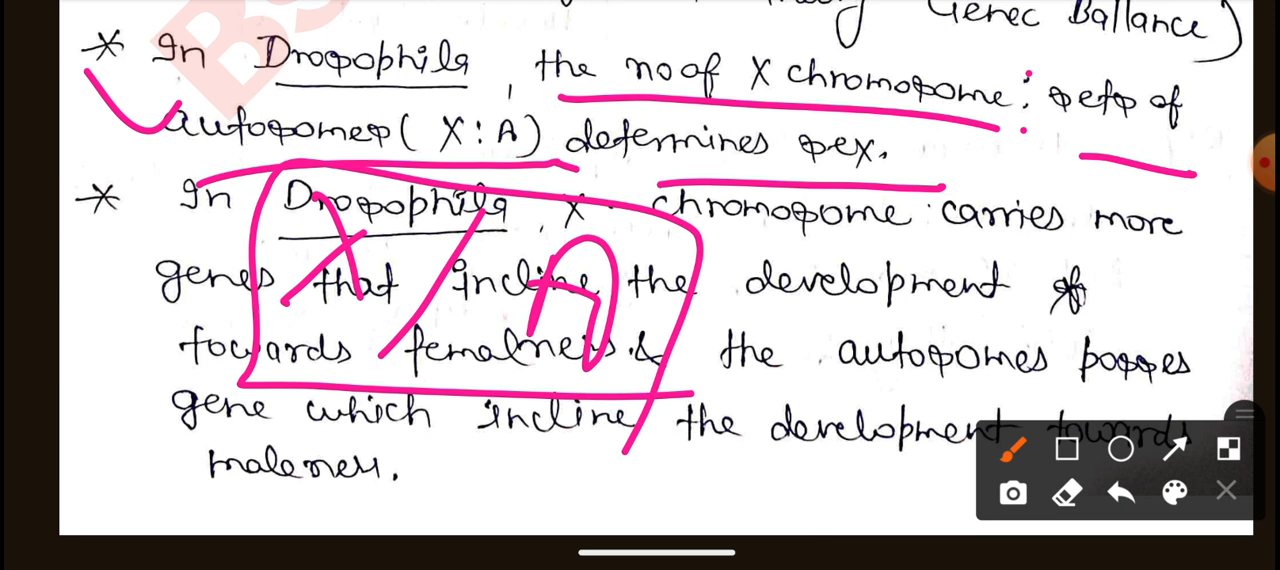 Genec Ballance)
* In Drosophila, the no of X chromosome : sets of
autosomes ( X : A ) determines sex.
* In Drosophila, X chromosome carries more
genes that incline the development of
towards femalness & the autosomes posses
gene which incline the development towards
maleness.
X/A